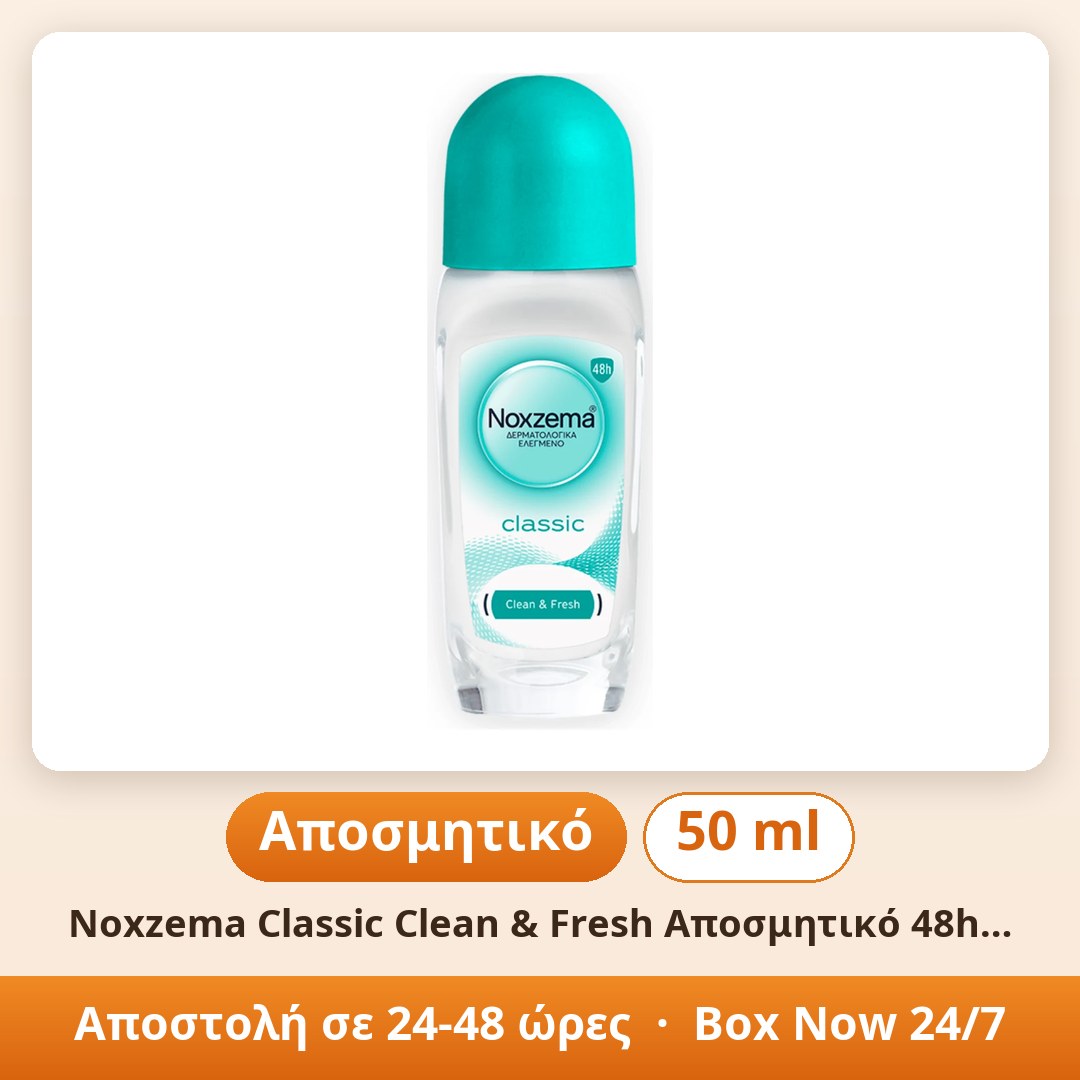 48h
Noxzema®
ΔΕΡΜΑΤΟΛΟΓΙΚΑ
ΕΛΕΓΜΕΝΟ
classic
(Clean & Fresh)
Αποσμητικό
50 ml
Noxzema Classic Clean & Fresh Αποσμητικό 48h...
Αποστολή σε 24-48 ώρες · Box Now 24/7